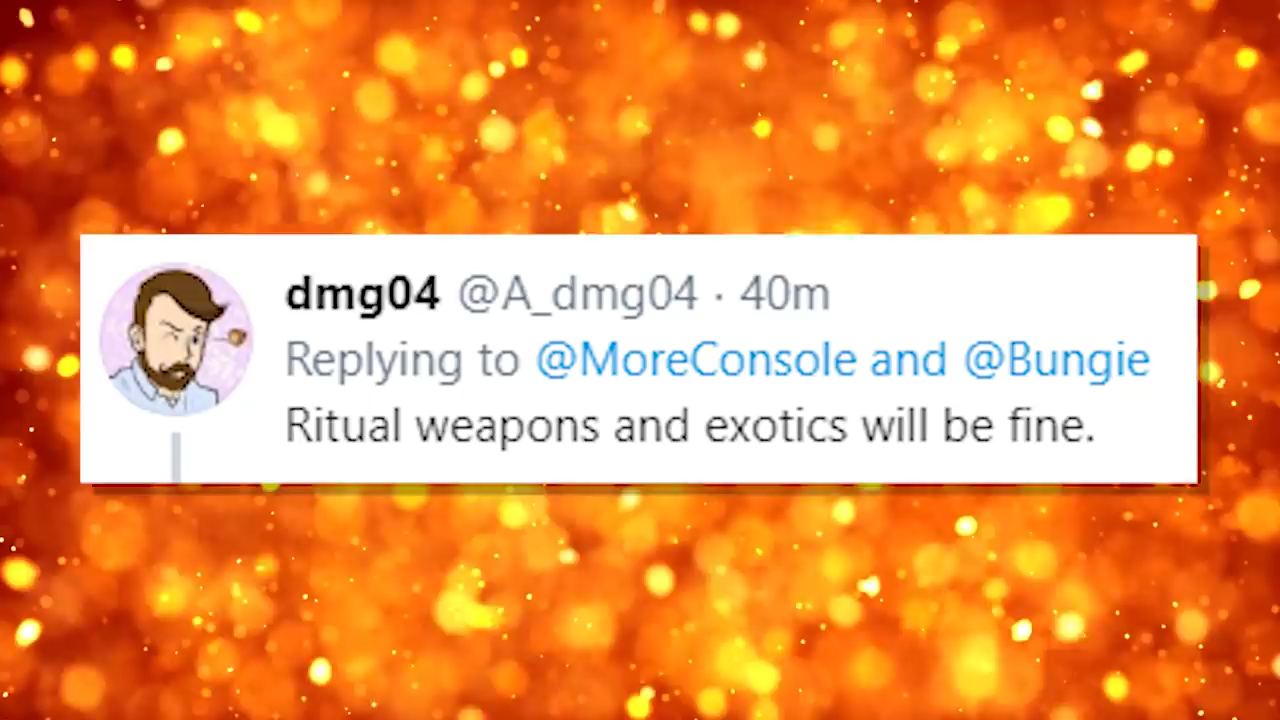 dmg04 @A_dmg04 · 40m
Replying to @MoreConsole and @Bungie
Ritual weapons and exotics will be fine.